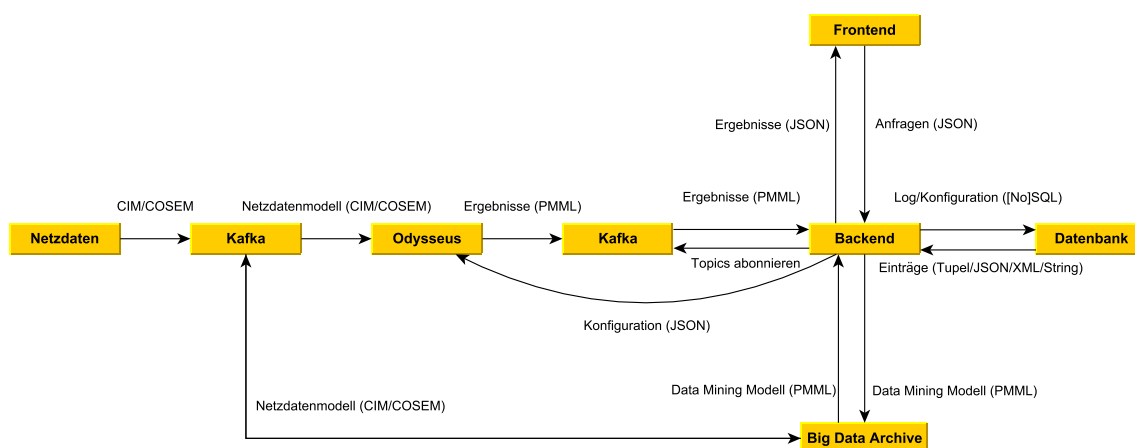 Frontend
Ergebnisse (JSON)
Anfragen (JSON)
CIM/COSEM
Netzdatenmodell (CIM/COSEM)
Ergebnisse (PMML)
Ergebnisse (PMML)
Log/Konfiguration ([No]SQL)
Netzdaten
Kafka
Odysseus
Kafka
Backend
Datenbank
Topics abonnieren
Einträge (Tupel/JSON/XML/String)
Konfiguration (JSON)
Data Mining Modell (PMML)
Data Mining Modell (PMML)
Netzdatenmodell (CIM/COSEM)
Big Data Archive